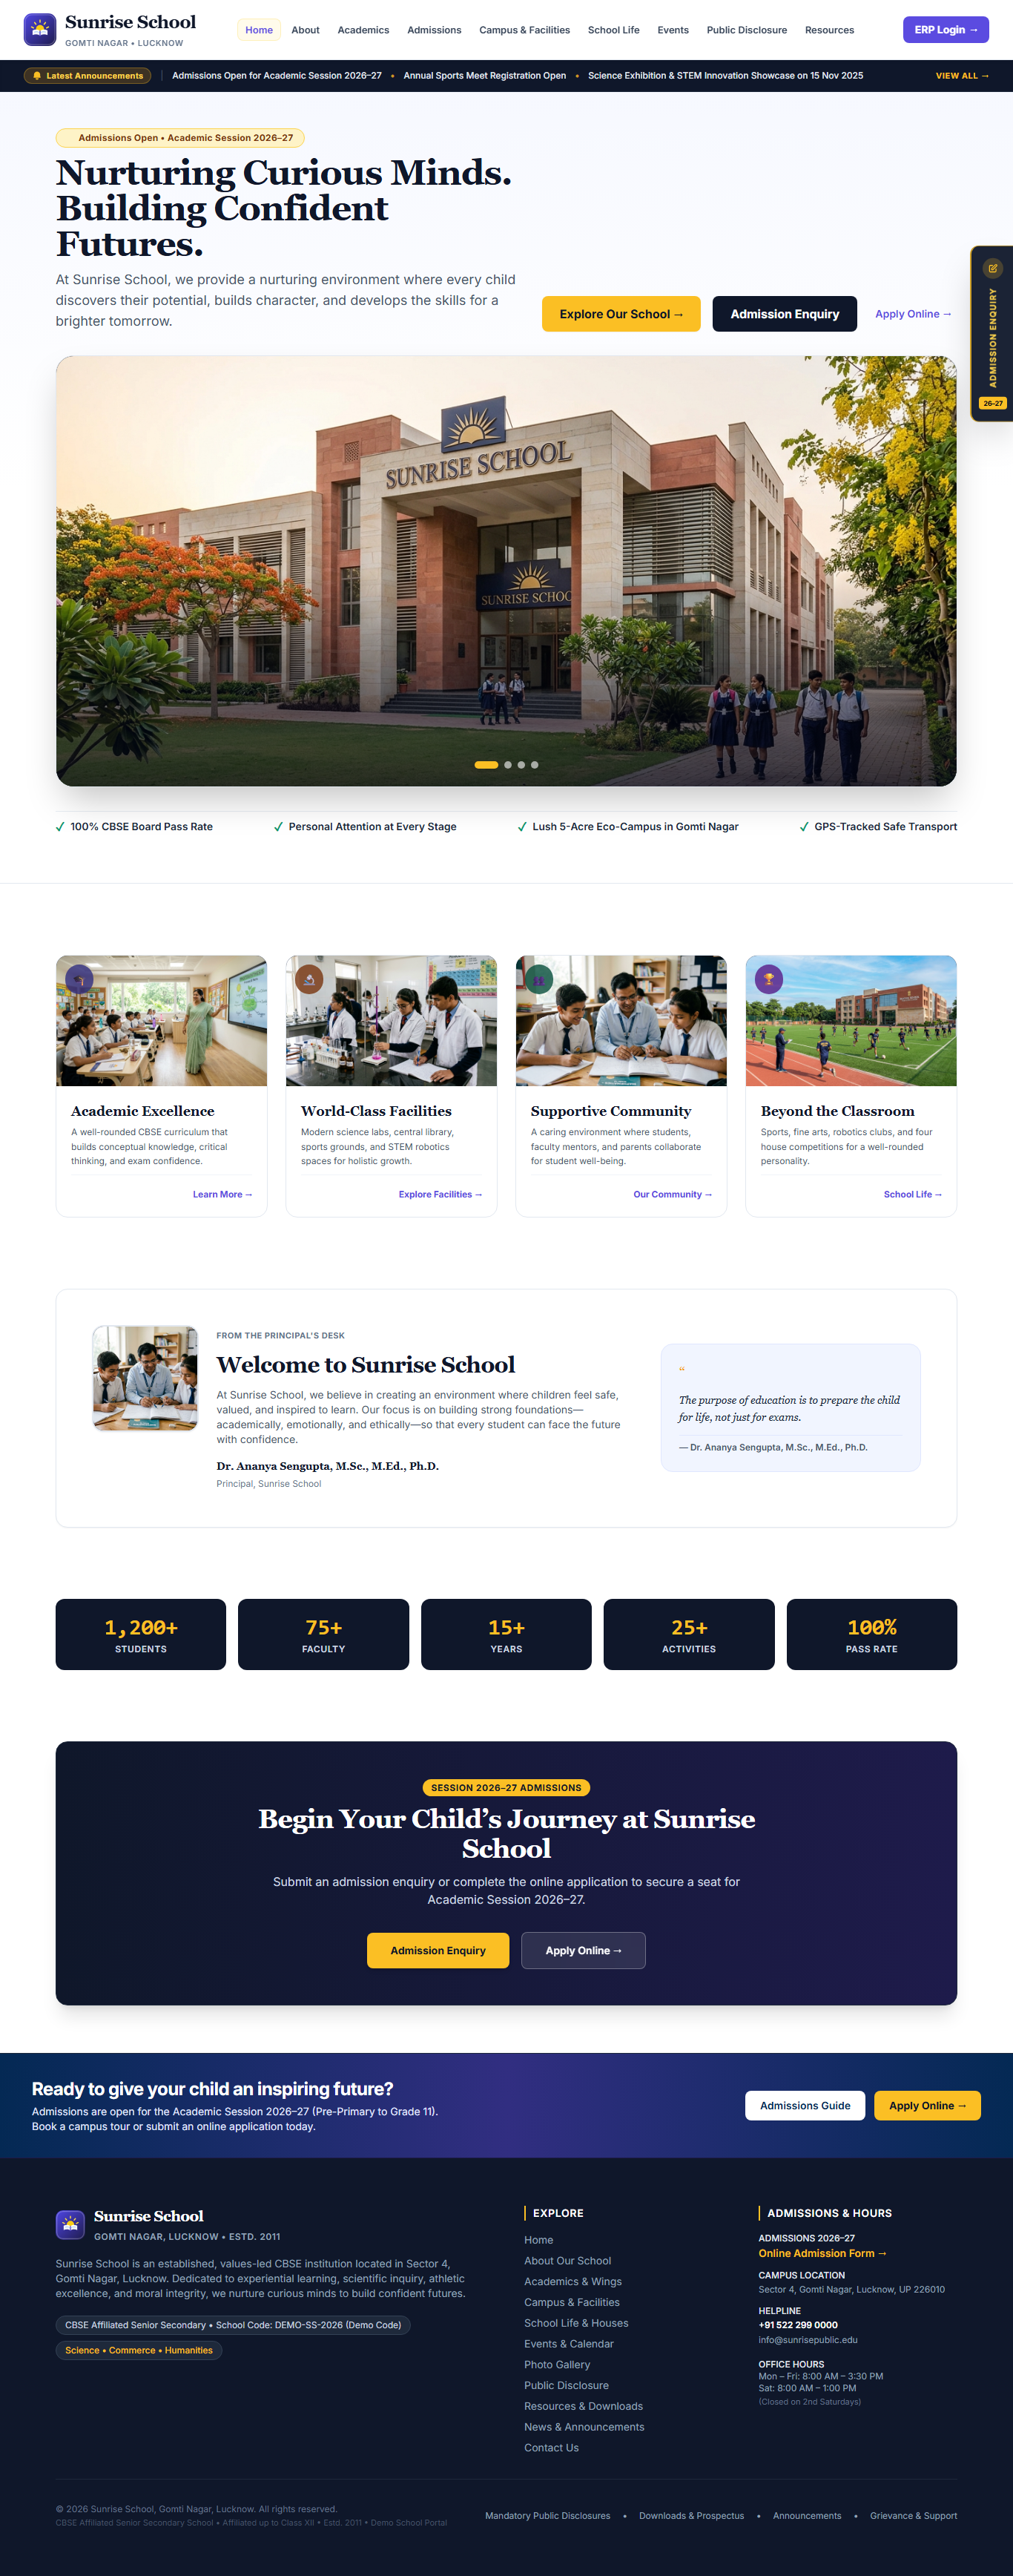 Sunrise School
GOMTI NAGAR • LUCKNOW
Home
About
Academics
Admissions
Campus & Facilities
School Life
Events
Public Disclosure
Resources
ERP Login →
Latest Announcements
Admissions Open for Academic Session 2026–27 • Annual Sports Meet Registration Open • Science Exhibition & STEM Innovation Showcase on 15 Nov 2025
VIEW ALL →
Admissions Open • Academic Session 2026–27
Nurturing Curious Minds.
Building Confident
Futures.
At Sunrise School, we provide a nurturing environment where every child
discovers their potential, builds character, and develops the skills for a
brighter tomorrow.
Explore Our School →
Admission Enquiry
Apply Online →
ADMISSION ENQUIRY
26–27
SUNRISE SCHOOL
SUNRISE SCHOO
✓ 100% CBSE Board Pass Rate
✓ Personal Attention at Every Stage
✓ Lush 5-Acre Eco-Campus in Gomti Nagar
✓ GPS-Tracked Safe Transport
Academic Excellence
A well-rounded CBSE curriculum that
builds conceptual knowledge, critical
thinking, and exam confidence.
Learn More →
World-Class Facilities
Modern science labs, central library,
sports grounds, and STEM robotics
spaces for holistic growth.
Explore Facilities →
Supportive Community
A caring environment where students,
faculty mentors, and parents collaborate
for student well-being.
Our Community →
Beyond the Classroom
Sports, fine arts, robotics clubs, and four
house competitions for a well-rounded
personality.
School Life →
FROM THE PRINCIPAL'S DESK
Welcome to Sunrise School
At Sunrise School, we believe in creating an environment where children feel safe,
valued, and inspired to learn. Our focus is on building strong foundations—
academically, emotionally, and ethically—so that every student can face the future
with confidence.
Dr. Ananya Sengupta, M.Sc., M.Ed., Ph.D.
Principal, Sunrise School
“
The purpose of education is to prepare the child
for life, not just for exams.
— Dr. Ananya Sengupta, M.Sc., M.Ed., Ph.D.
1,200+
STUDENTS
75+
FACULTY
15+
YEARS
25+
ACTIVITIES
100%
PASS RATE
SESSION 2026–27 ADMISSIONS
Begin Your Child’s Journey at Sunrise
School
Submit an admission enquiry or complete the online application to secure a seat for
Academic Session 2026–27.
Admission Enquiry
Apply Online →
Ready to give your child an inspiring future?
Admissions are open for the Academic Session 2026–27 (Pre-Primary to Grade 11).
Book a campus tour or submit an online application today.
Admissions Guide
Apply Online →
Sunrise School
GOMTI NAGAR, LUCKNOW • ESTD. 2011
Sunrise School is an established, values-led CBSE institution located in Sector 4,
Gomti Nagar, Lucknow. Dedicated to experiential learning, scientific inquiry, athletic
excellence, and moral integrity, we nurture curious minds to build confident futures.
CBSE Affiliated Senior Secondary • School Code: DEMO-SS-2026 (Demo Code)
Science • Commerce • Humanities
EXPLORE
Home
About Our School
Academics & Wings
Campus & Facilities
School Life & Houses
Events & Calendar
Photo Gallery
Public Disclosure
Resources & Downloads
News & Announcements
Contact Us
ADMISSIONS & HOURS
ADMISSIONS 2026–27
Online Admission Form →
CAMPUS LOCATION
Sector 4, Gomti Nagar, Lucknow, UP 226010
HELPLINE
+91 522 299 0000
info@sunrisepublic.edu
OFFICE HOURS
Mon – Fri: 8:00 AM – 3:30 PM
Sat: 8:00 AM – 1:00 PM
(Closed on 2nd Saturdays)
© 2026 Sunrise School, Gomti Nagar, Lucknow. All rights reserved.
CBSE Affiliated Senior Secondary School • Affiliated up to Class XII • Estd. 2011 • Demo School Portal
Mandatory Public Disclosures • Downloads & Prospectus • Announcements • Grievance & Support